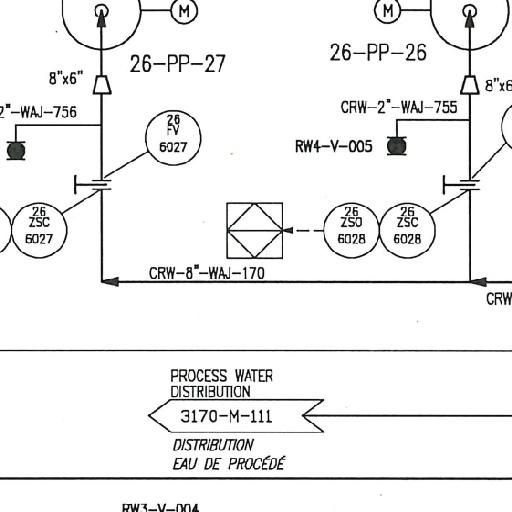 M
M
26-PP-27
26-PP-26
8"x6"
8"x6
2"-WAJ-756
CRW-2"-WAJ-755
26
FV
6027
RW4-V-005
26
ZSC
6027
26
ZSO
6028
26
ZSC
6028
CRW-8"-WAJ-170
CRW
PROCESS WATER
DISTRIBUTION
3170-M-111
DISTRIBUTION
EAU DE PROCÉDÉ
RW3-V-004